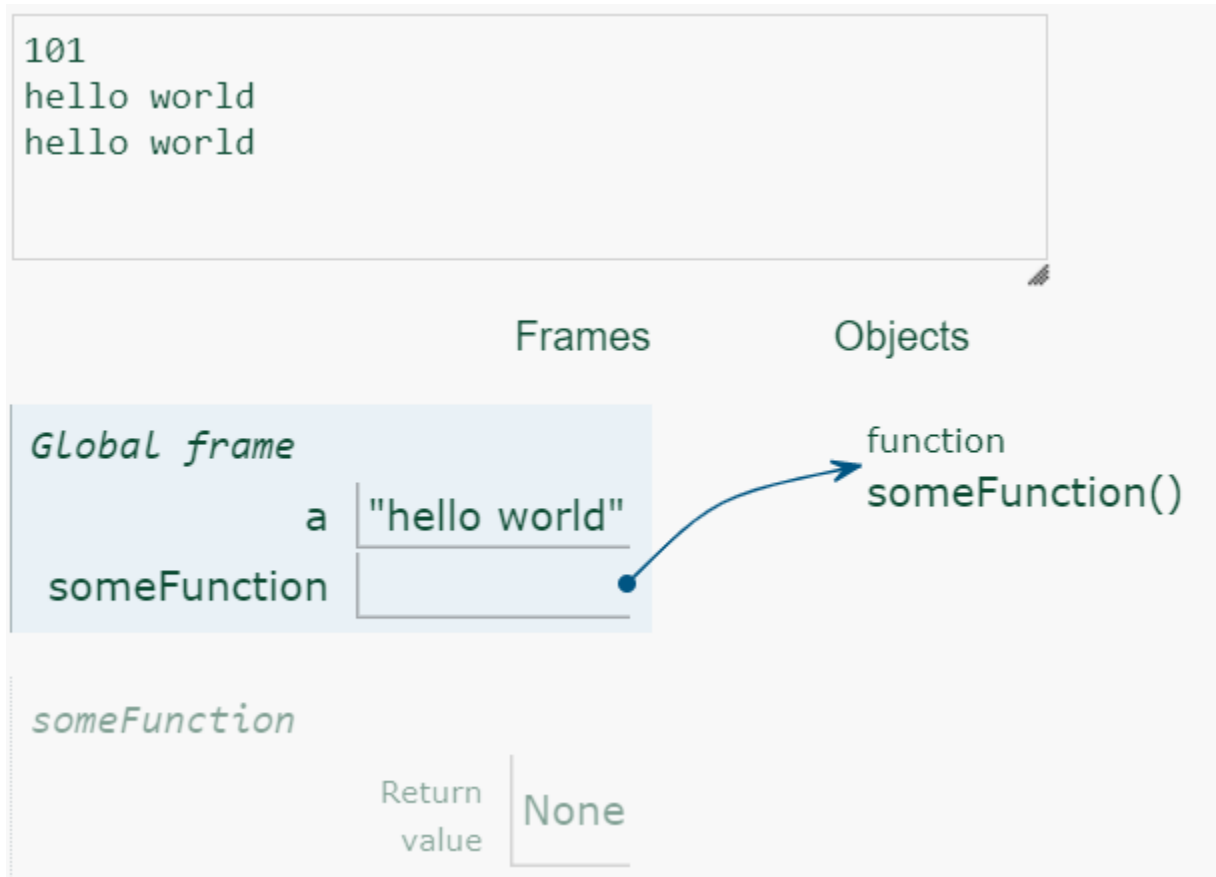 101
hello world
hello world
Frames Objects
Global frame
a "hello world"
someFunction
function
someFunction()
someFunction
Return
value
None